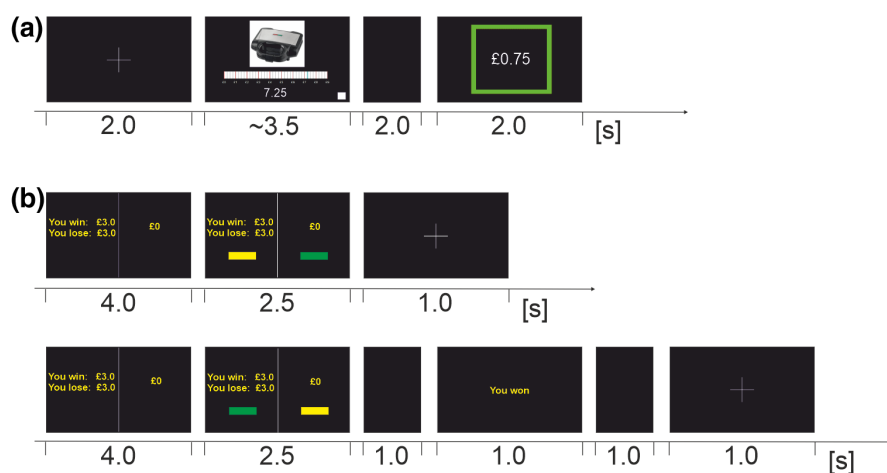 (a)
£0.75
7.25
2.0 ~3.5 2.0 2.0 [s]
(b)
You win: £3.0 £0
You lose: £3.0
You win: £3.0 £0
You lose: £3.0
4.0 2.5 1.0 [s]
You win: £3.0 £0
You lose: £3.0
You win: £3.0 £0
You lose: £3.0
You won
4.0 2.5 1.0 1.0 1.0 1.0 [s]